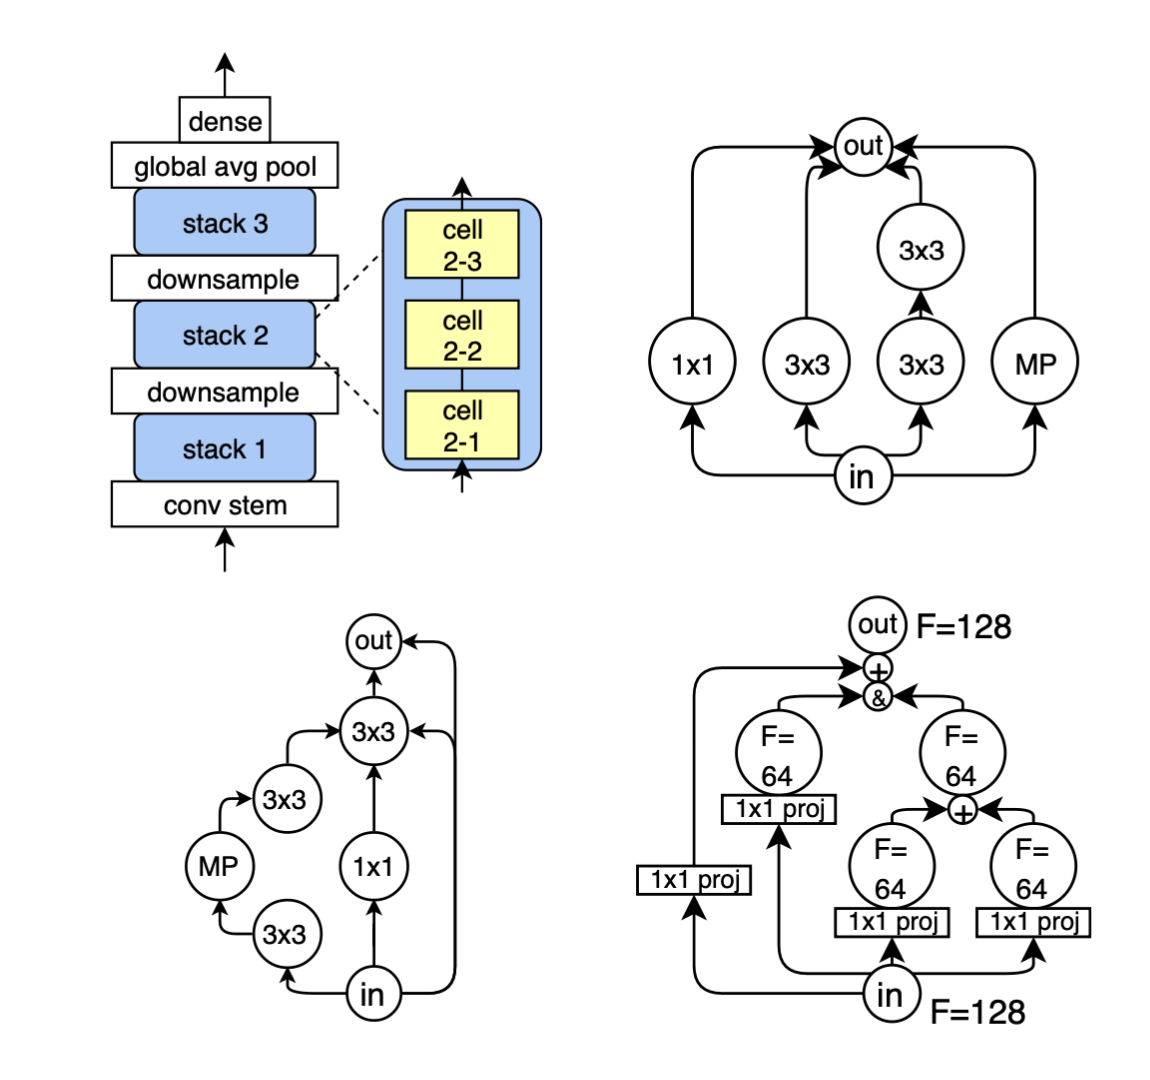 dense
global avg pool
stack 3
downsample
stack 2
downsample
stack 1
conv stem
cell
2-3
cell
2-2
cell
2-1
out
3x3
1x1
3x3
3x3
MP
in
out
3x3
3x3
MP
1x1
3x3
in
out F=128
+
&
F=
64
F=
64
1x1 proj
+
F=
64
F=
64
1x1 proj
1x1 proj
1x1 proj
in
F=128